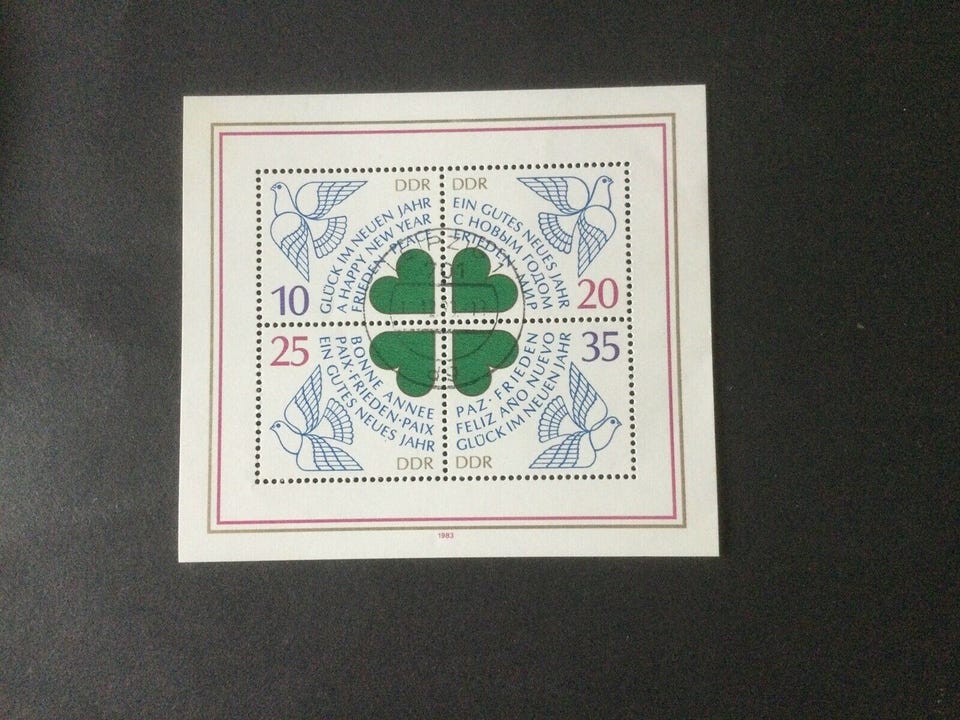 DDR
GLÜCK IM NEUEN JAHR
A HAPPY NEW YEAR
FRIEDEN PEACE
10
DDR
EIN GUTES NEUES JAHR
С НОВЫМ ГОДОМ
FRIEDEN МИР
20
25
BONNE ANNEE
PAIX-FRIEDEN-PAIX
EIN GUTES NEUES JAHR
DDR
35
PAZ-FRIEDEN
FELIZ AÑO NUEVO
GLÜCK IM NEUEN JAHR
DDR
1983